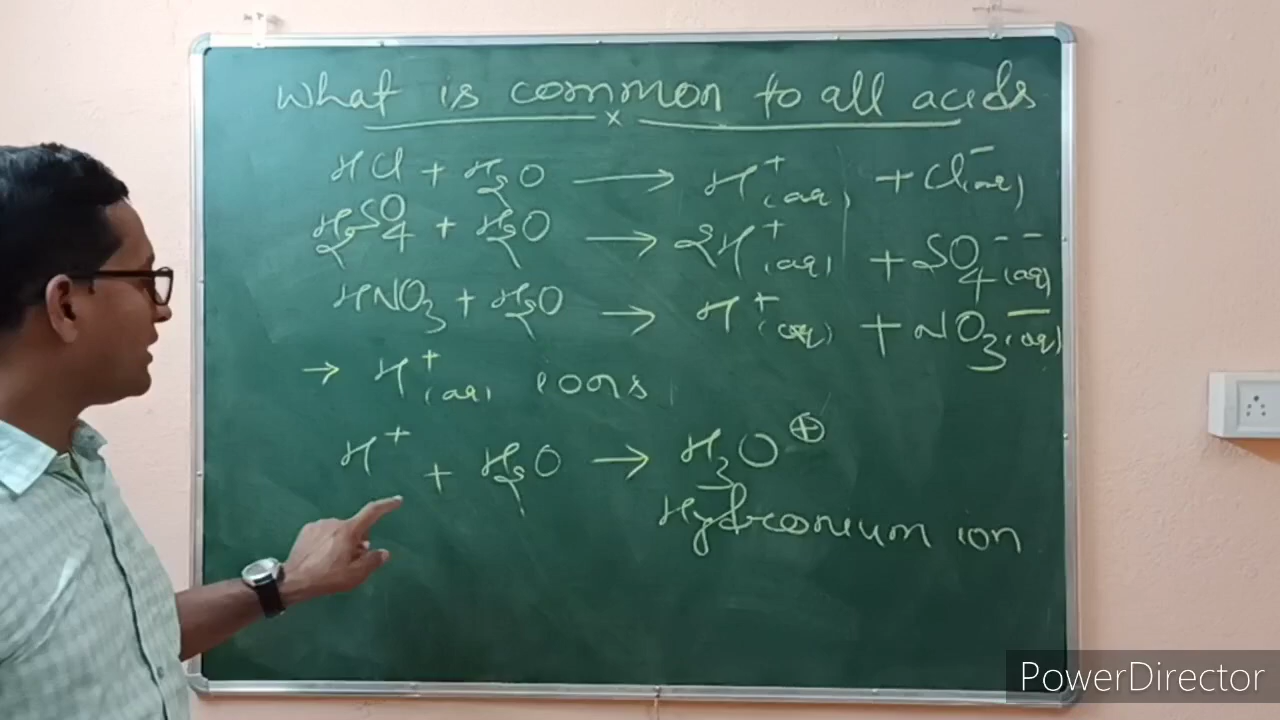 What is common to all acids
x
HCl + H₂O ⟶ H⁺(aq) + Cl⁻(aq)
H₂SO₄ + H₂O ⟶ 2H⁺(aq) + SO₄⁻⁻(aq)
HNO₃ + H₂O ⟶ H⁺(aq) + NO₃⁻(aq)
→ H⁺(aq) ions
H⁺ + H₂O → H₃O⊕
Hydronium ion
PowerDirector